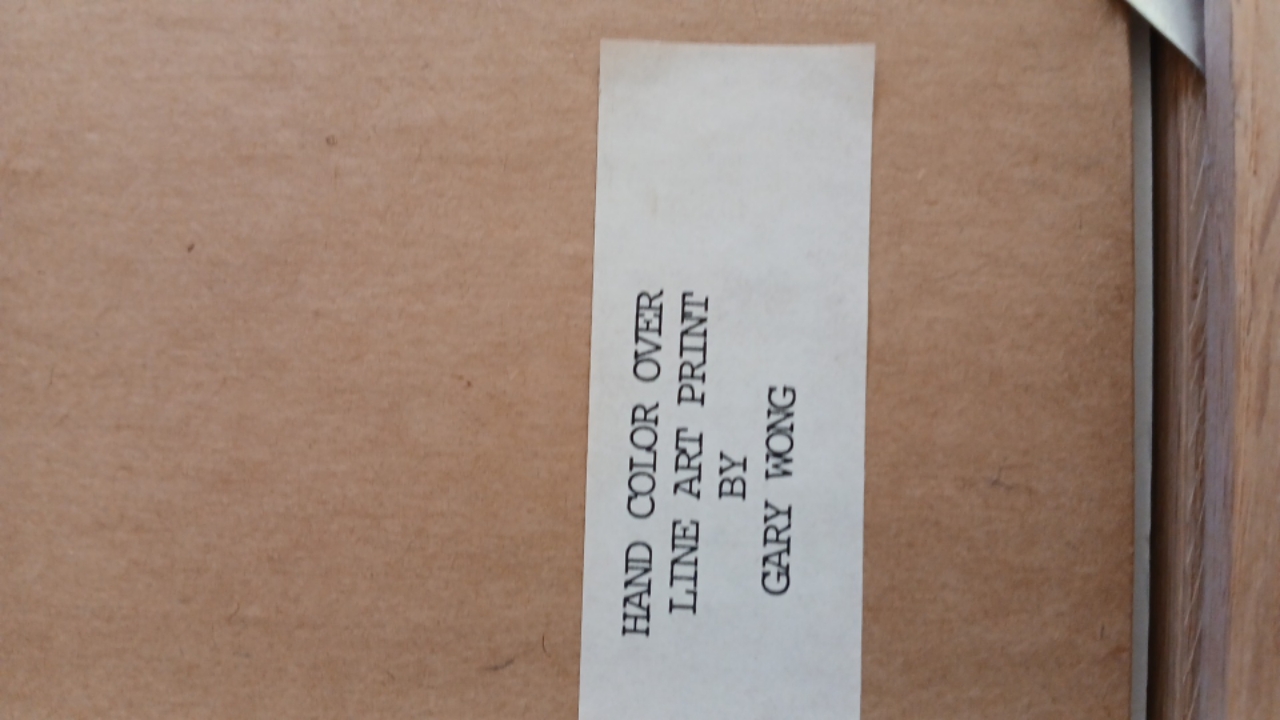 HAND COLOR OVER
LINE ART PRINT
BY
GARY WONG